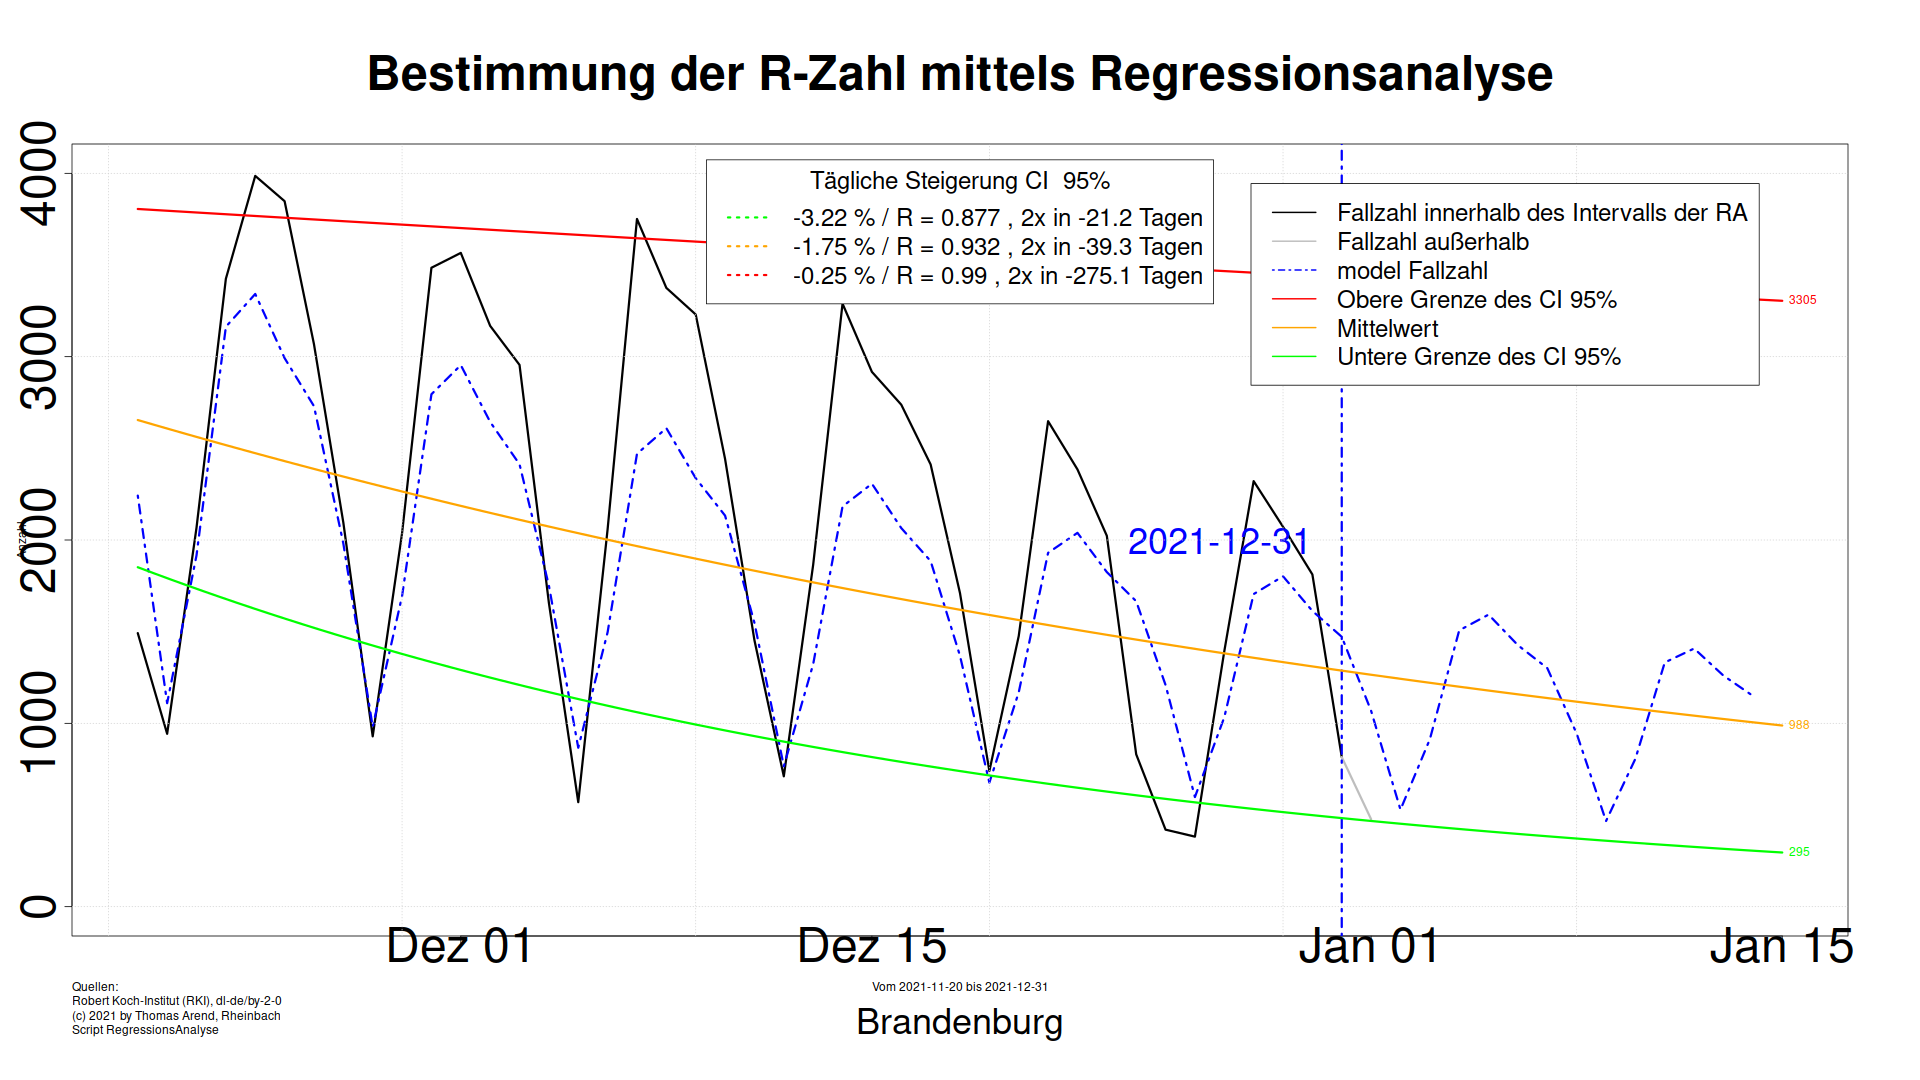 Bestimmung der R-Zahl mittels Regressionsanalyse
Anzahl
4000
3000
2000
1000
0
Tägliche Steigerung CI  95%
-3.22 % / R = 0.877 , 2x in -21.2 Tagen
-1.75 % / R = 0.932 , 2x in -39.3 Tagen
-0.25 % / R = 0.99 , 2x in -275.1 Tagen
Fallzahl innerhalb des Intervalls der RA
Fallzahl außerhalb
model Fallzahl
Obere Grenze des CI 95%
Mittelwert
Untere Grenze des CI 95%
3305
2021-12-31
988
295
Dez 01
Dez 15
Jan 01
Jan 15
Quellen:
Robert Koch-Institut (RKI), dl-de/by-2-0
(c) 2021 by Thomas Arend, Rheinbach
Script RegressionsAnalyse
Vom 2021-11-20 bis 2021-12-31
Brandenburg